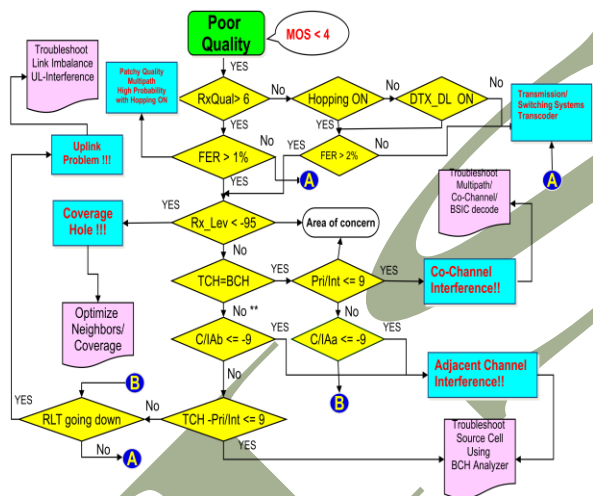 Poor
Quality
MOS < 4
YES
Troubleshoot
Link Imbalance
UL-Interference
Patchy Quality
Multipath
High Probability
with Hopping ON
RxQual> 6
No
Hopping ON
No
DTX_DL ON
No
Transmission/
Switching Systems
Transcoder
YES
YES
YES
Uplink
Problem !!!
FER > 1%
No
A
YES
FER > 2%
No
A
YES
Troubleshoot
Multipath/
Co-Channel/
BSIC decode
Coverage
Hole !!!
YES
Rx_Lev < -95
Area of concern
No
TCH=BCH
YES
Pri/Int <= 9
YES
Co-Channel
Interference!!
Optimize
Neighbors/
Coverage
No **
No
C/IAb <= -9
YES
C/IAa <= -9
YES
Adjacent Channel
Interference!!
No
B
B
YES
RLT going down
No
TCH -Pri/Int <= 9
YES
No
A
Troubleshoot
Source Cell
Using
BCH Analyzer